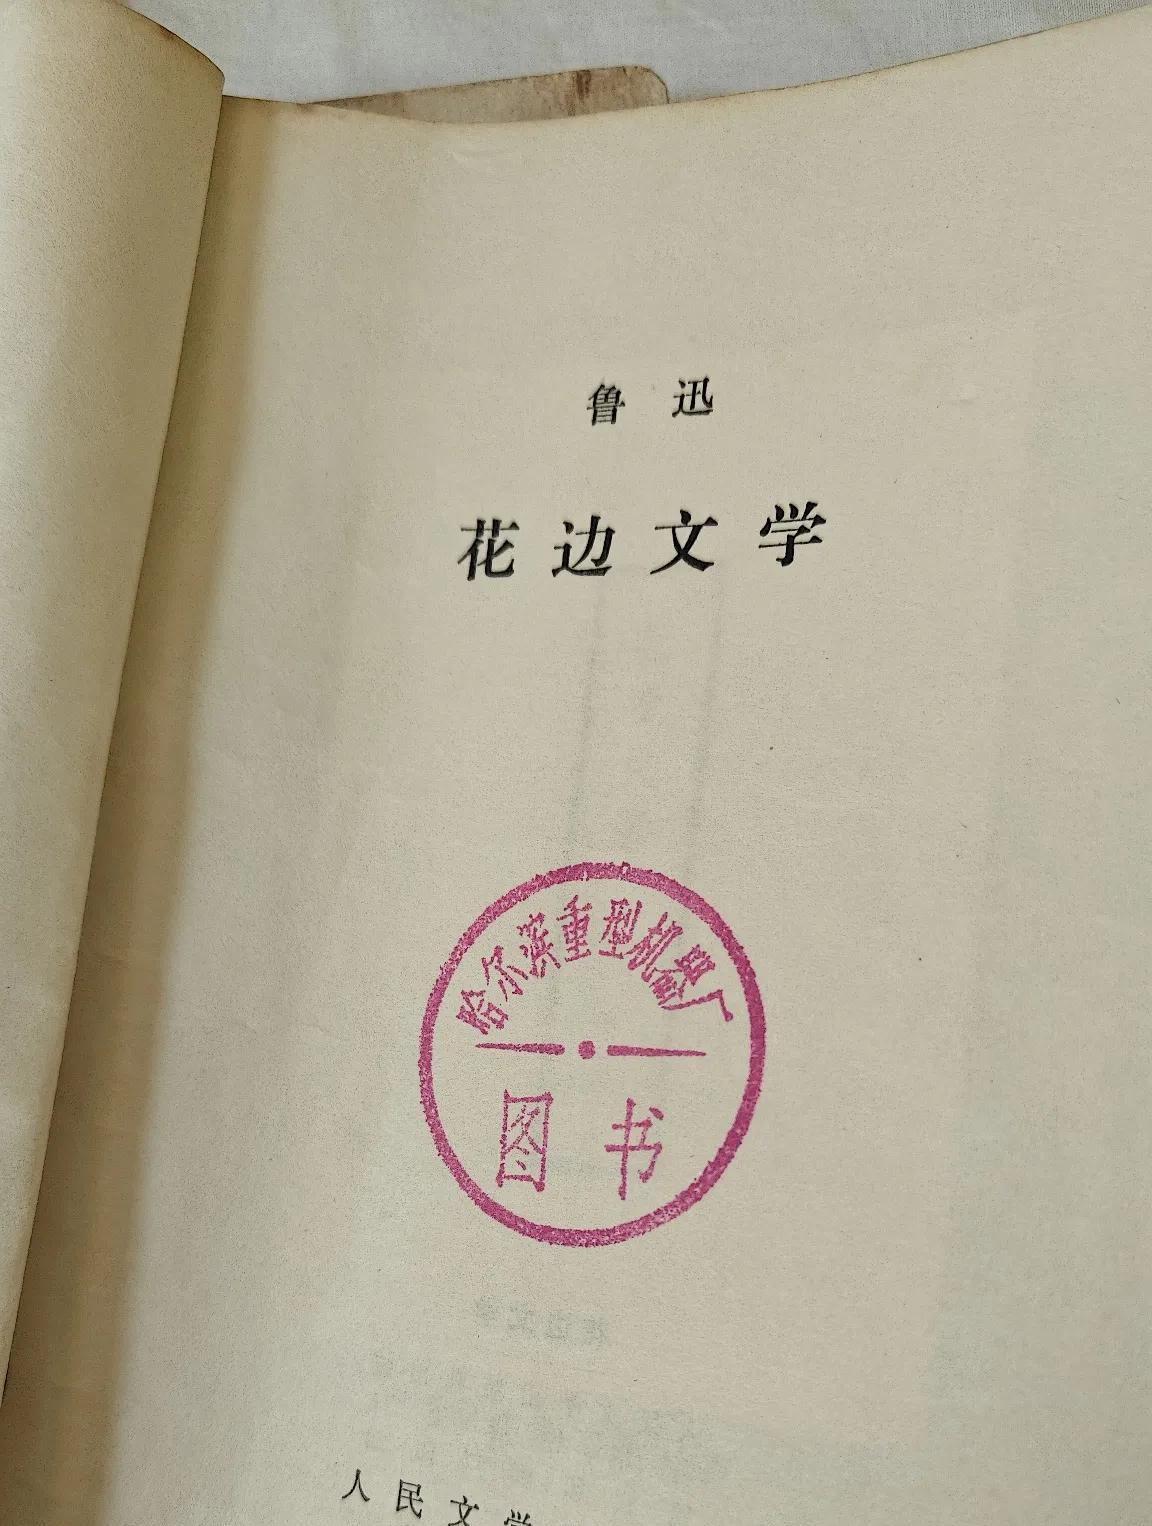 鲁迅
花边文学
哈尔滨重型机器厂
图书
人民文学